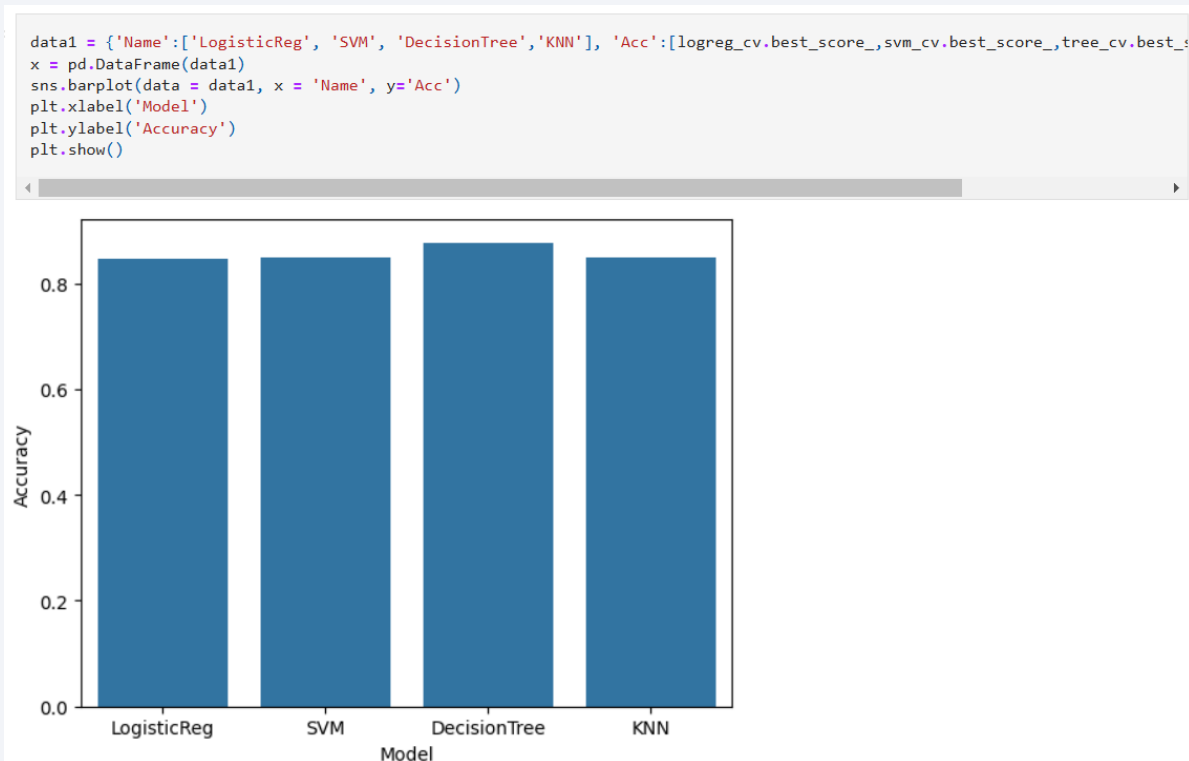 data1 = {'Name':['LogisticReg', 'SVM', 'DecisionTree','KNN'], 'Acc':[logreg_cv.best_score_,svm_cv.best_score_,tree_cv.best_s
x = pd.DataFrame(data1)
sns.barplot(data = data1, x = 'Name', y='Acc')
plt.xlabel('Model')
plt.ylabel('Accuracy')
plt.show()
0.8
0.6
0.4
0.2
0.0
Accuracy
LogisticReg SVM DecisionTree KNN
Model